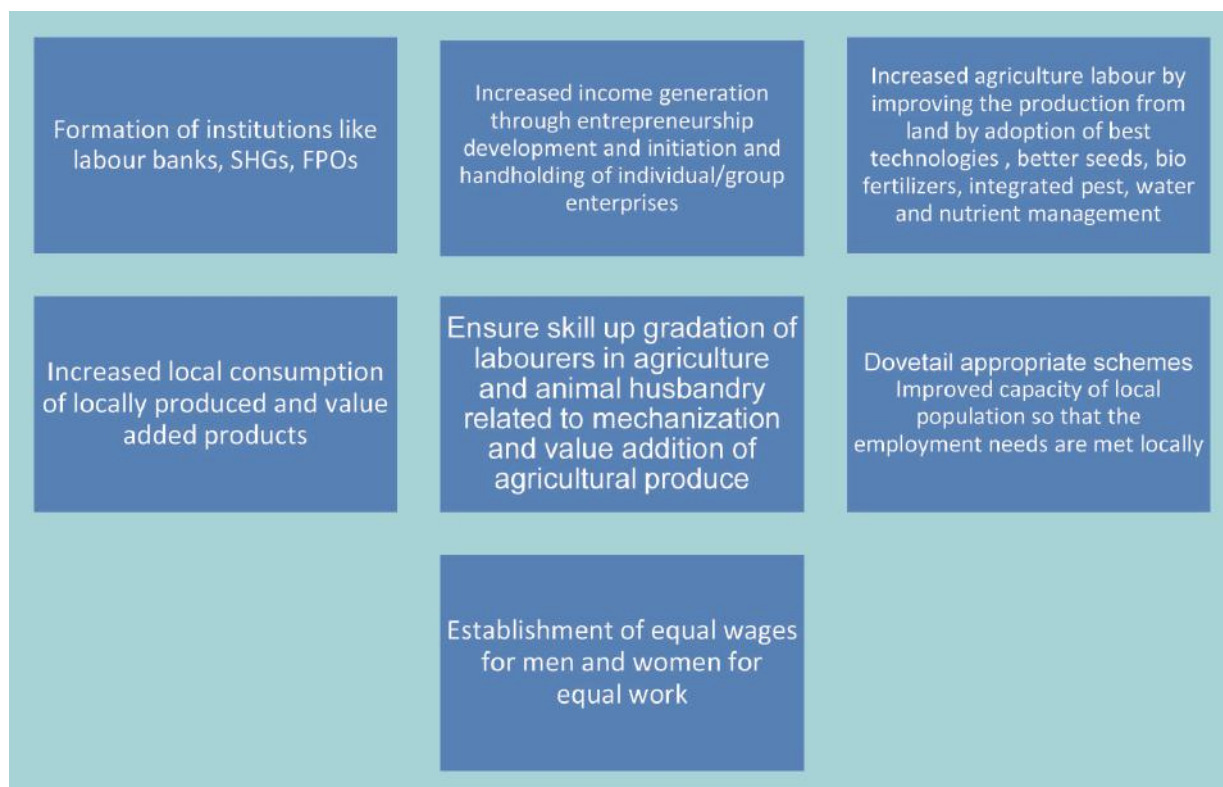 Formation of institutions like
labour banks, SHGs, FPOs
Increased income generation
through entrepreneurship
development and initiation and
handholding of individual/group
enterprises
Increased agriculture labour by
improving the production from
land by adoption of best
technologies , better seeds, bio
fertilizers, integrated pest, water
and nutrient management
Increased local consumption
of locally produced and value
added products
Ensure skill up gradation of
labourers in agriculture
and animal husbandry
related to mechanization
and value addition of
agricultural produce
Dovetail appropriate schemes
Improved capacity of local
population so that the
employment needs are met locally
Establishment of equal wages
for men and women for
equal work